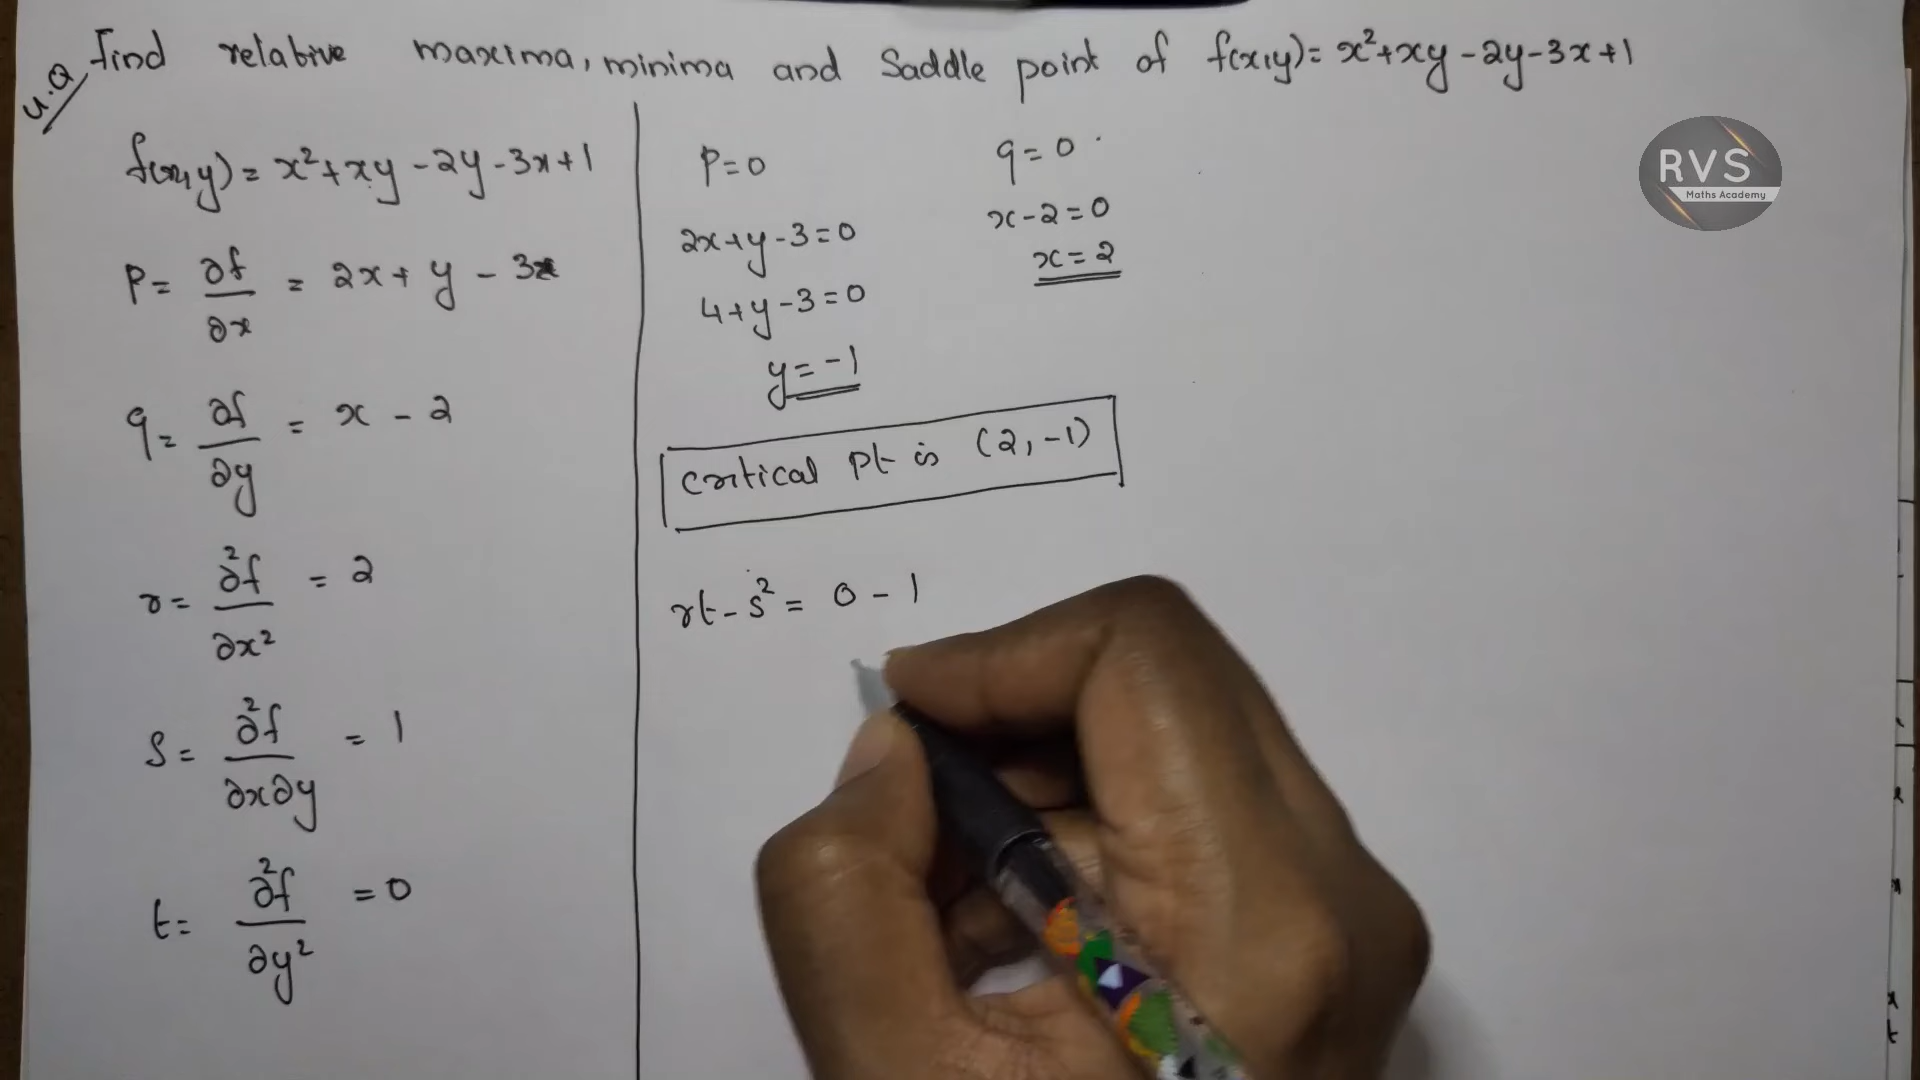 U.Q
Find relative maxima, minima and Saddle point of f(x,y) = x²+xy-2y-3x+1
f(x,y) = x²+xy-2y-3x+1
P = ∂f/∂x = 2x+y-3
q = ∂f/∂y = x-2
r = ∂²f/∂x² = 2
S = ∂²f/∂x∂y = 1
t = ∂²f/∂y² = 0
P=0
2x+y-3=0
4+y-3=0
y=-1
q=0
x-2=0
x=2
critical Pt is (2,-1)
rt-s² = 0-1
RVS
Maths Academy